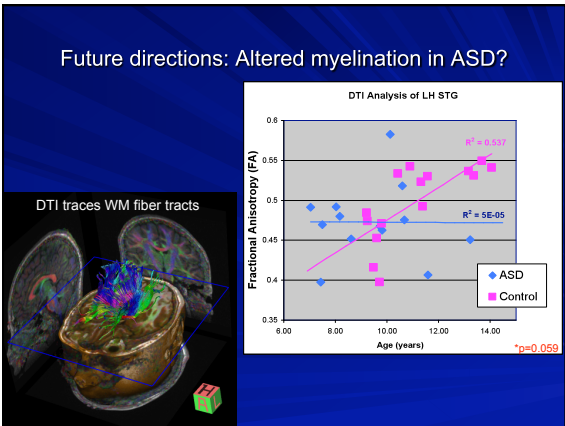 Future directions: Altered myelination in ASD?
DTI Analysis of LH STG
DTI traces WM fiber tracts
Fractional Anisotropy (FA)
0.6
0.55
0.5
0.45
0.4
0.35
R² = 0.537
R² = 5E-05
ASD
Control
6.00 8.00 10.00 12.00 14.00
Age (years)
*p=0.059
H
A